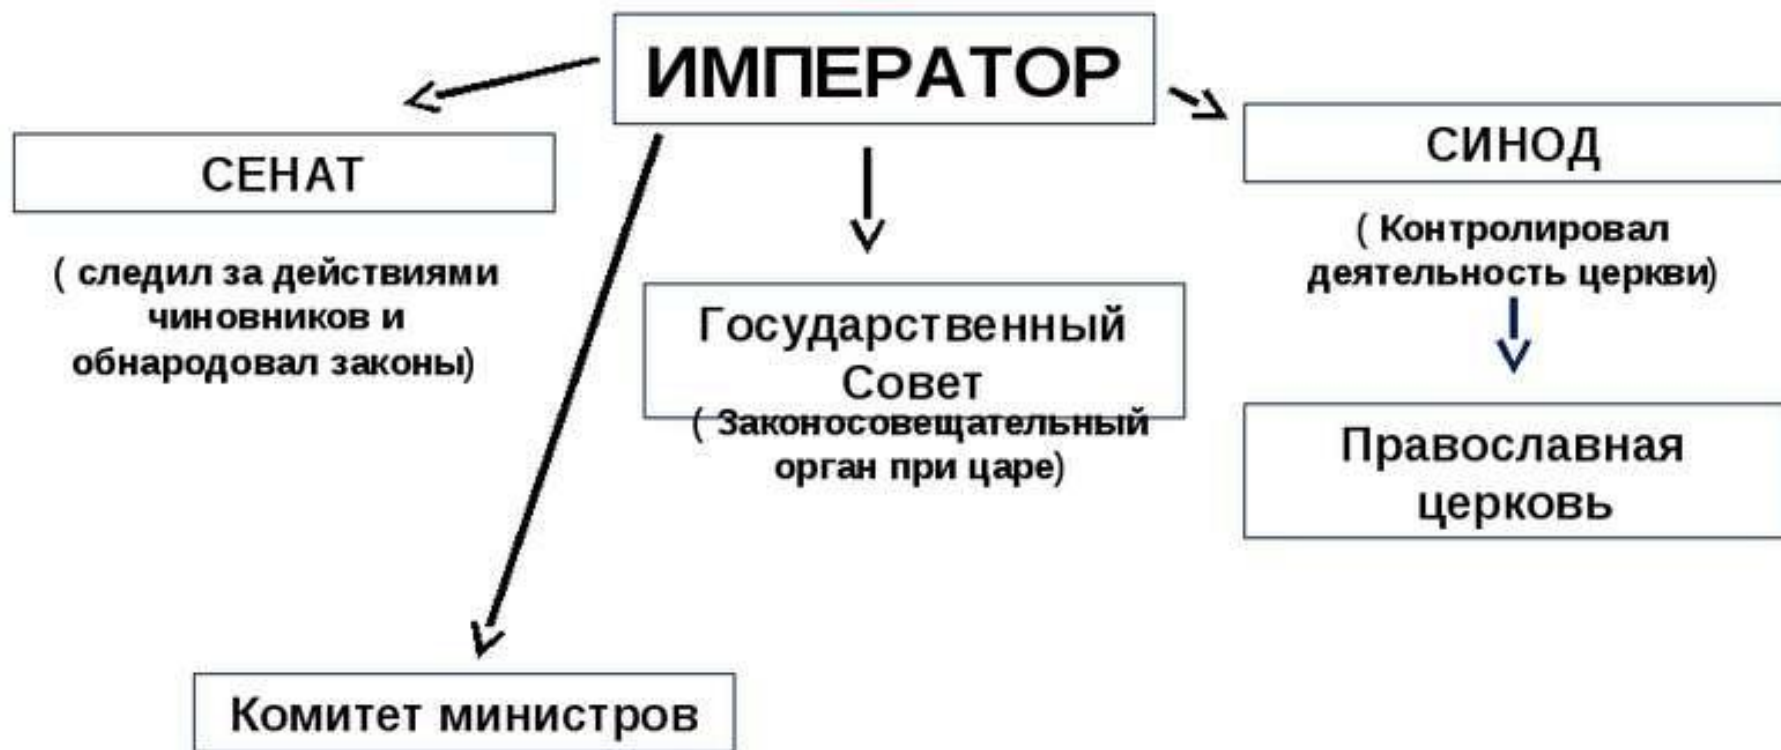 ИМПЕРАТОР
СЕНАТ
( следил за действиями
чиновников и
обнародовал законы)
Государственный
Совет
( Законосовещательный
орган при царе)
СИНОД
( Контролировал
деятельность церкви)
Православная
церковь
Комитет министров